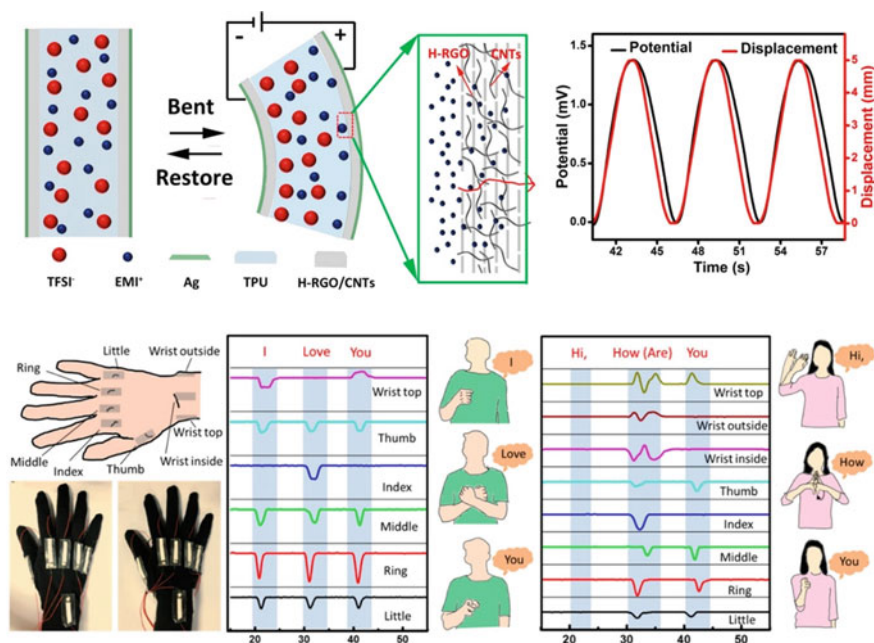 - +
Bent
Restore
H-RGO CNTs
TFSI- EMI+ Ag TPU H-RGO/CNTs
Potential Displacement
Potential (mV)
1.5
1.0
0.5
0.0
Displacement (mm)
5
4
3
2
1
0
42 45 48 51 54 57
Time (s)
Little
Ring
Wrist outside
Middle
Index
Thumb
Wrist inside
Wrist top
I Love You
Wrist top
Thumb
Index
Middle
Ring
Little
20 30 40 50
I
Love
You
Hi, How (Are) You
Wrist top
Wrist outside
Wrist inside
Thumb
Index
Middle
Ring
Little
20 30 40 50
Hi,
How
You